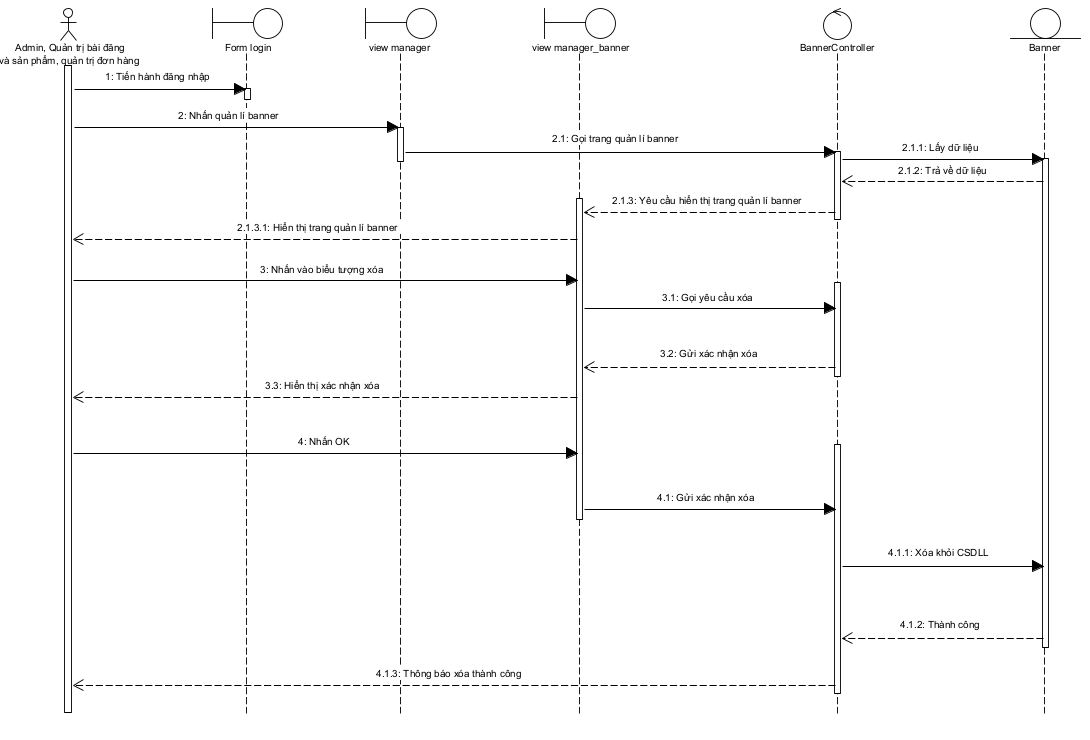 Admin, Quản trị bài đăng
và sản phẩm, quản trị đơn hàng
Form login
view manager
view manager_banner
BannerController
Banner
1: Tiến hành đăng nhập
2: Nhấn quản lí banner
2.1: Gọi trang quản lí banner
2.1.1: Lấy dữ liệu
2.1.2: Trả về dữ liệu
2.1.3: Yêu cầu hiển thị trang quản lí banner
2.1.3.1: Hiển thị trang quản lí banner
3: Nhấn vào biểu tượng xóa
3.1: Gọi yêu cầu xóa
3.2: Gửi xác nhận xóa
3.3: Hiển thị xác nhận xóa
4: Nhấn OK
4.1: Gửi xác nhận xóa
4.1.1: Xóa khỏi CSDLL
4.1.2: Thành công
4.1.3: Thông báo xóa thành công